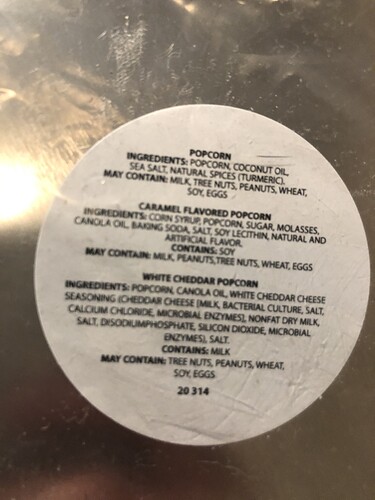 POPCORN
INGREDIENTS: POPCORN, COCONUT OIL,
SEA SALT, NATURAL SPICES (TURMERIC).
MAY CONTAIN: MILK, TREE NUTS, PEANUTS, WHEAT,
SOY, EGGS
CARAMEL FLAVORED POPCORN
INGREDIENTS: CORN SYRUP, POPCORN, SUGAR, MOLASSES,
CANOLA OIL, BAKING SODA, SALT, SOY LECITHIN, NATURAL AND
ARTIFICIAL FLAVOR.
CONTAINS: SOY
MAY CONTAIN: MILK, PEANUTS,TREE NUTS, WHEAT, EGGS
WHITE CHEDDAR POPCORN
INGREDIENTS: POPCORN, CANOLA OIL, WHITE CHEDDAR CHEESE
SEASONING (CHEDDAR CHEESE [MILK, BACTERIAL CULTURE, SALT,
CALCIUM CHLORIDE, MICROBIAL ENZYMES], NONFAT DRY MILK,
SALT, DISODIUMPHOSPHATE, SILICON DIOXIDE, MICROBIAL
ENZYMES), SALT.
CONTAINS: MILK
MAY CONTAIN: TREE NUTS, PEANUTS, WHEAT,
SOY, EGGS
20 314